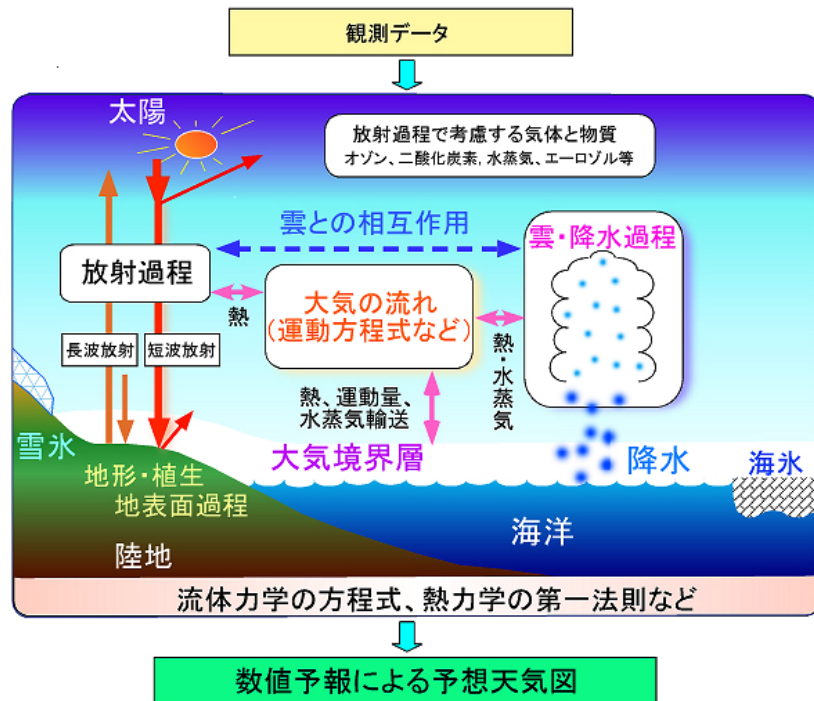 観測データ
太陽
放射過程で考慮する気体と物質
オゾン、二酸化炭素, 水蒸気、エーロゾル等
雲との相互作用
雲・降水過程
放射過程
熱
大気の流れ
(運動方程式など)
熱・水蒸気
長波放射
短波放射
熱、運動量、
水蒸気輸送
雪氷
大気境界層
降水
海氷
地形・植生
地表面過程
海洋
陸地
流体力学の方程式、熱力学の第一法則など
数値予報による予想天気図